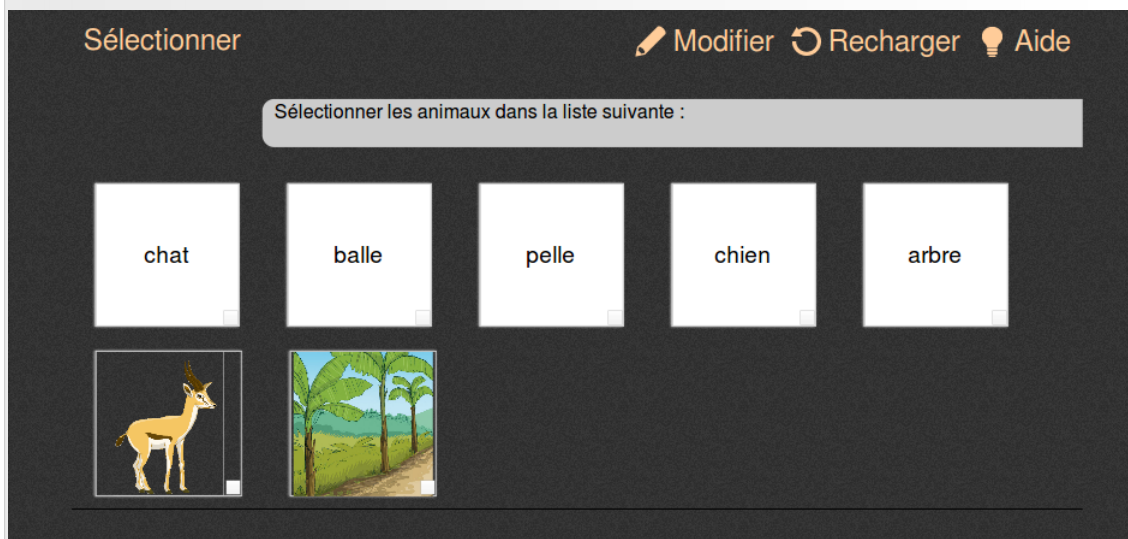 Sélectionner Modifier Recharger Aide
Sélectionner les animaux dans la liste suivante :
chat balle pelle chien arbre